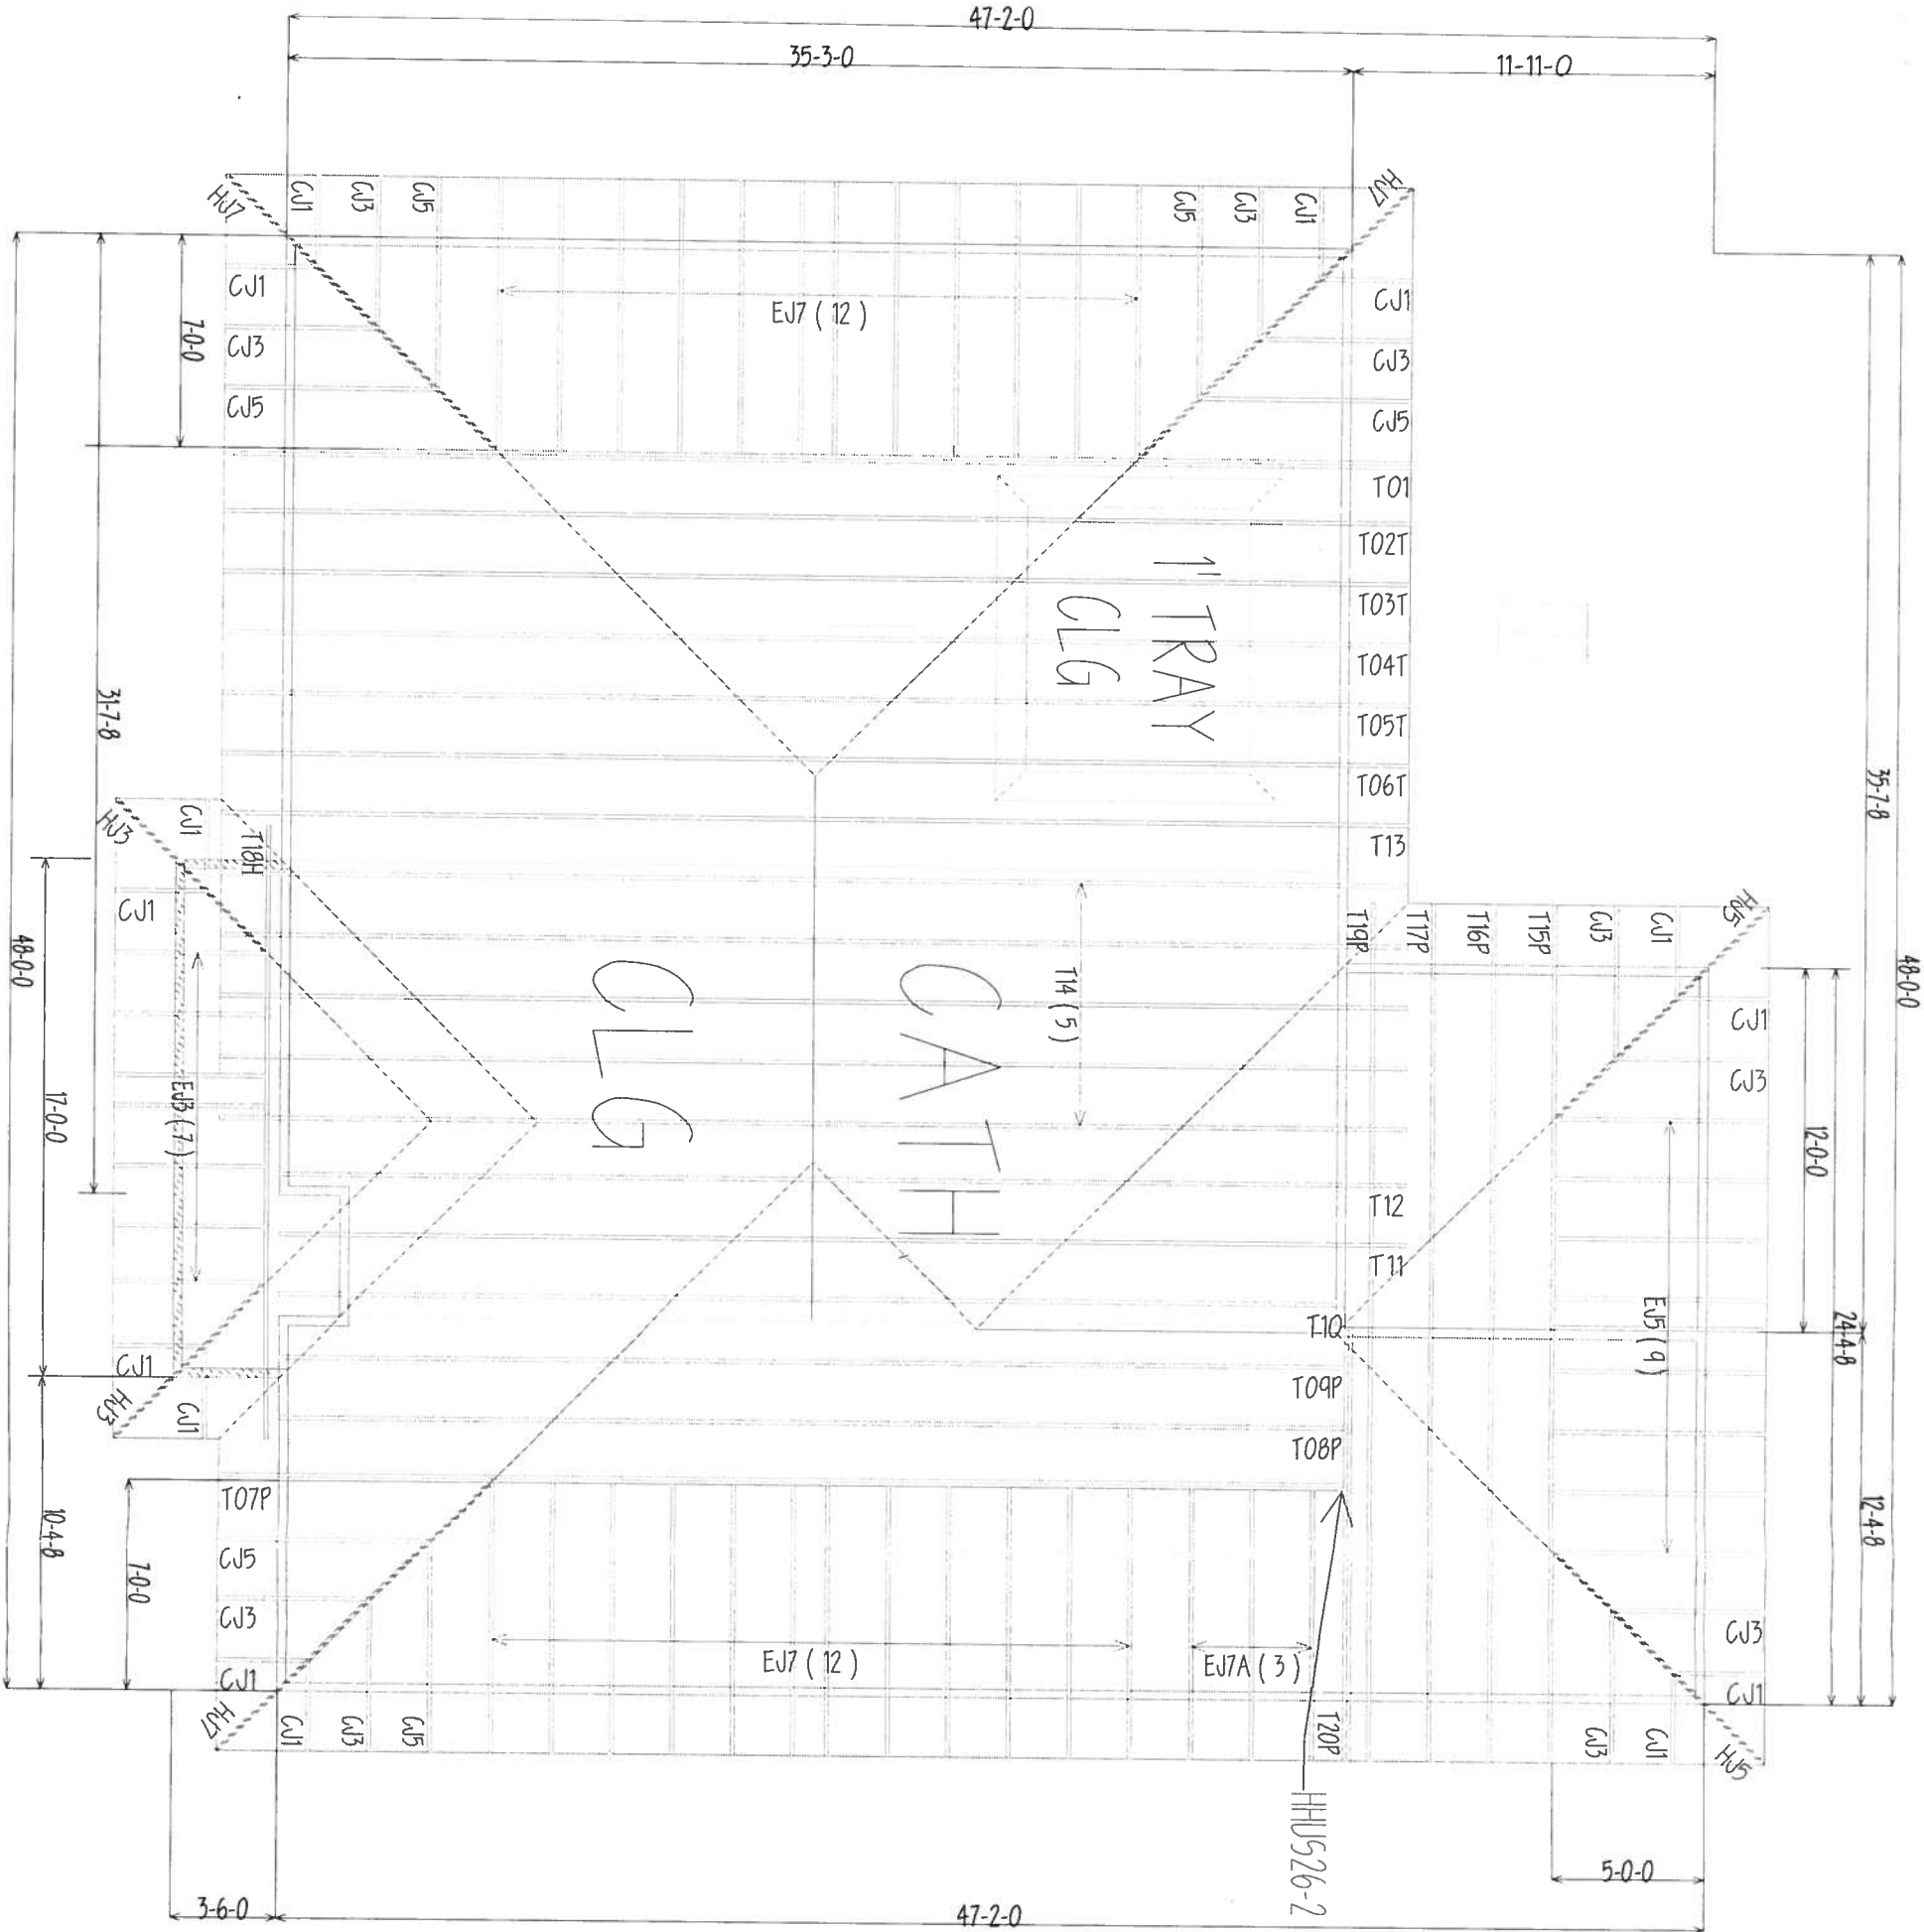 47-2-0
35-3-0
11-11-0
HJ7
CJ1
CJ3
CJ5
CJ5
CJ3
CJ1
HJ7
CJ1
CJ3
CJ5
7-0-0
EJ7 ( 12 )
CJ1
CJ3
CJ5
T01
T02T
T03T
T04T
T05T
T06T
T13
1" TRAY
CLG
31-7-8
35-7-8
48-0-0
48-0-0
HJ3
CJ1
T18H
CJ1
T19P
T17P
T16P
T15P
CJ3
CJ1
HJ5
CJ1
CJ3
T14 ( 5 )
CATH
CLG
EJ3 ( 7 )
17-0-0
12-0-0
24-4-8
12-4-8
T12
T11
T10
T09P
T08P
EJ5 ( 9 )
CJ1
HJ3
CJ1
10-4-8
7-0-0
T07P
CJ5
CJ3
CJ1
HJ7
CJ1
CJ3
CJ5
EJ7 ( 12 )
EJ7A ( 3 )
T20P
CJ3
CJ1
CJ3
CJ1
HJ5
HHUS26-2
5-0-0
3-6-0
47-2-0